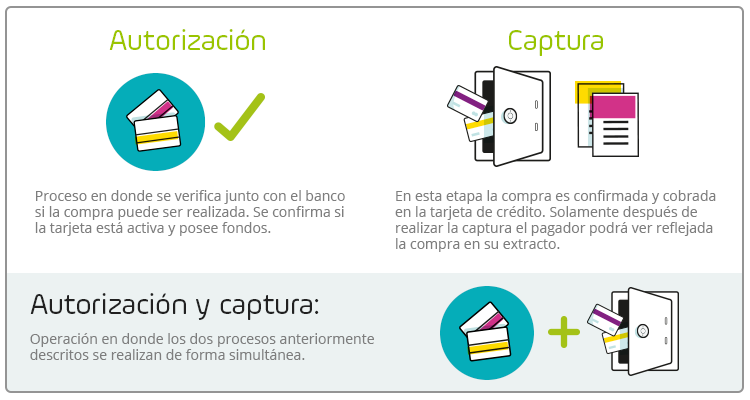 Autorización
Proceso en donde se verifica junto con el banco
si la compra puede ser realizada. Se confirma si
la tarjeta está activa y posee fondos.
Captura
En esta etapa la compra es confirmada y cobrada
en la tarjeta de crédito. Solamente después de
realizar la captura el pagador podrá ver reflejada
la compra en su extracto.
Autorización y captura:
Operación en donde los dos procesos anteriormente
descritos se realizan de forma simultánea.